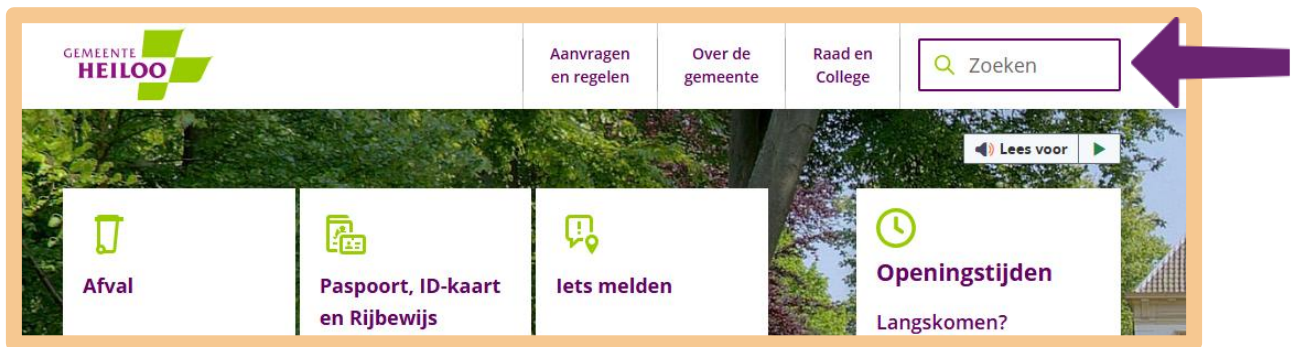 GEMEENTE
HEILOO
Aanvragen
en regelen
Over de
gemeente
Raad en
College
Zoeken
Lees voor
Afval
Paspoort, ID-kaart
en Rijbewijs
Iets melden
Openingstijden
Langskomen?